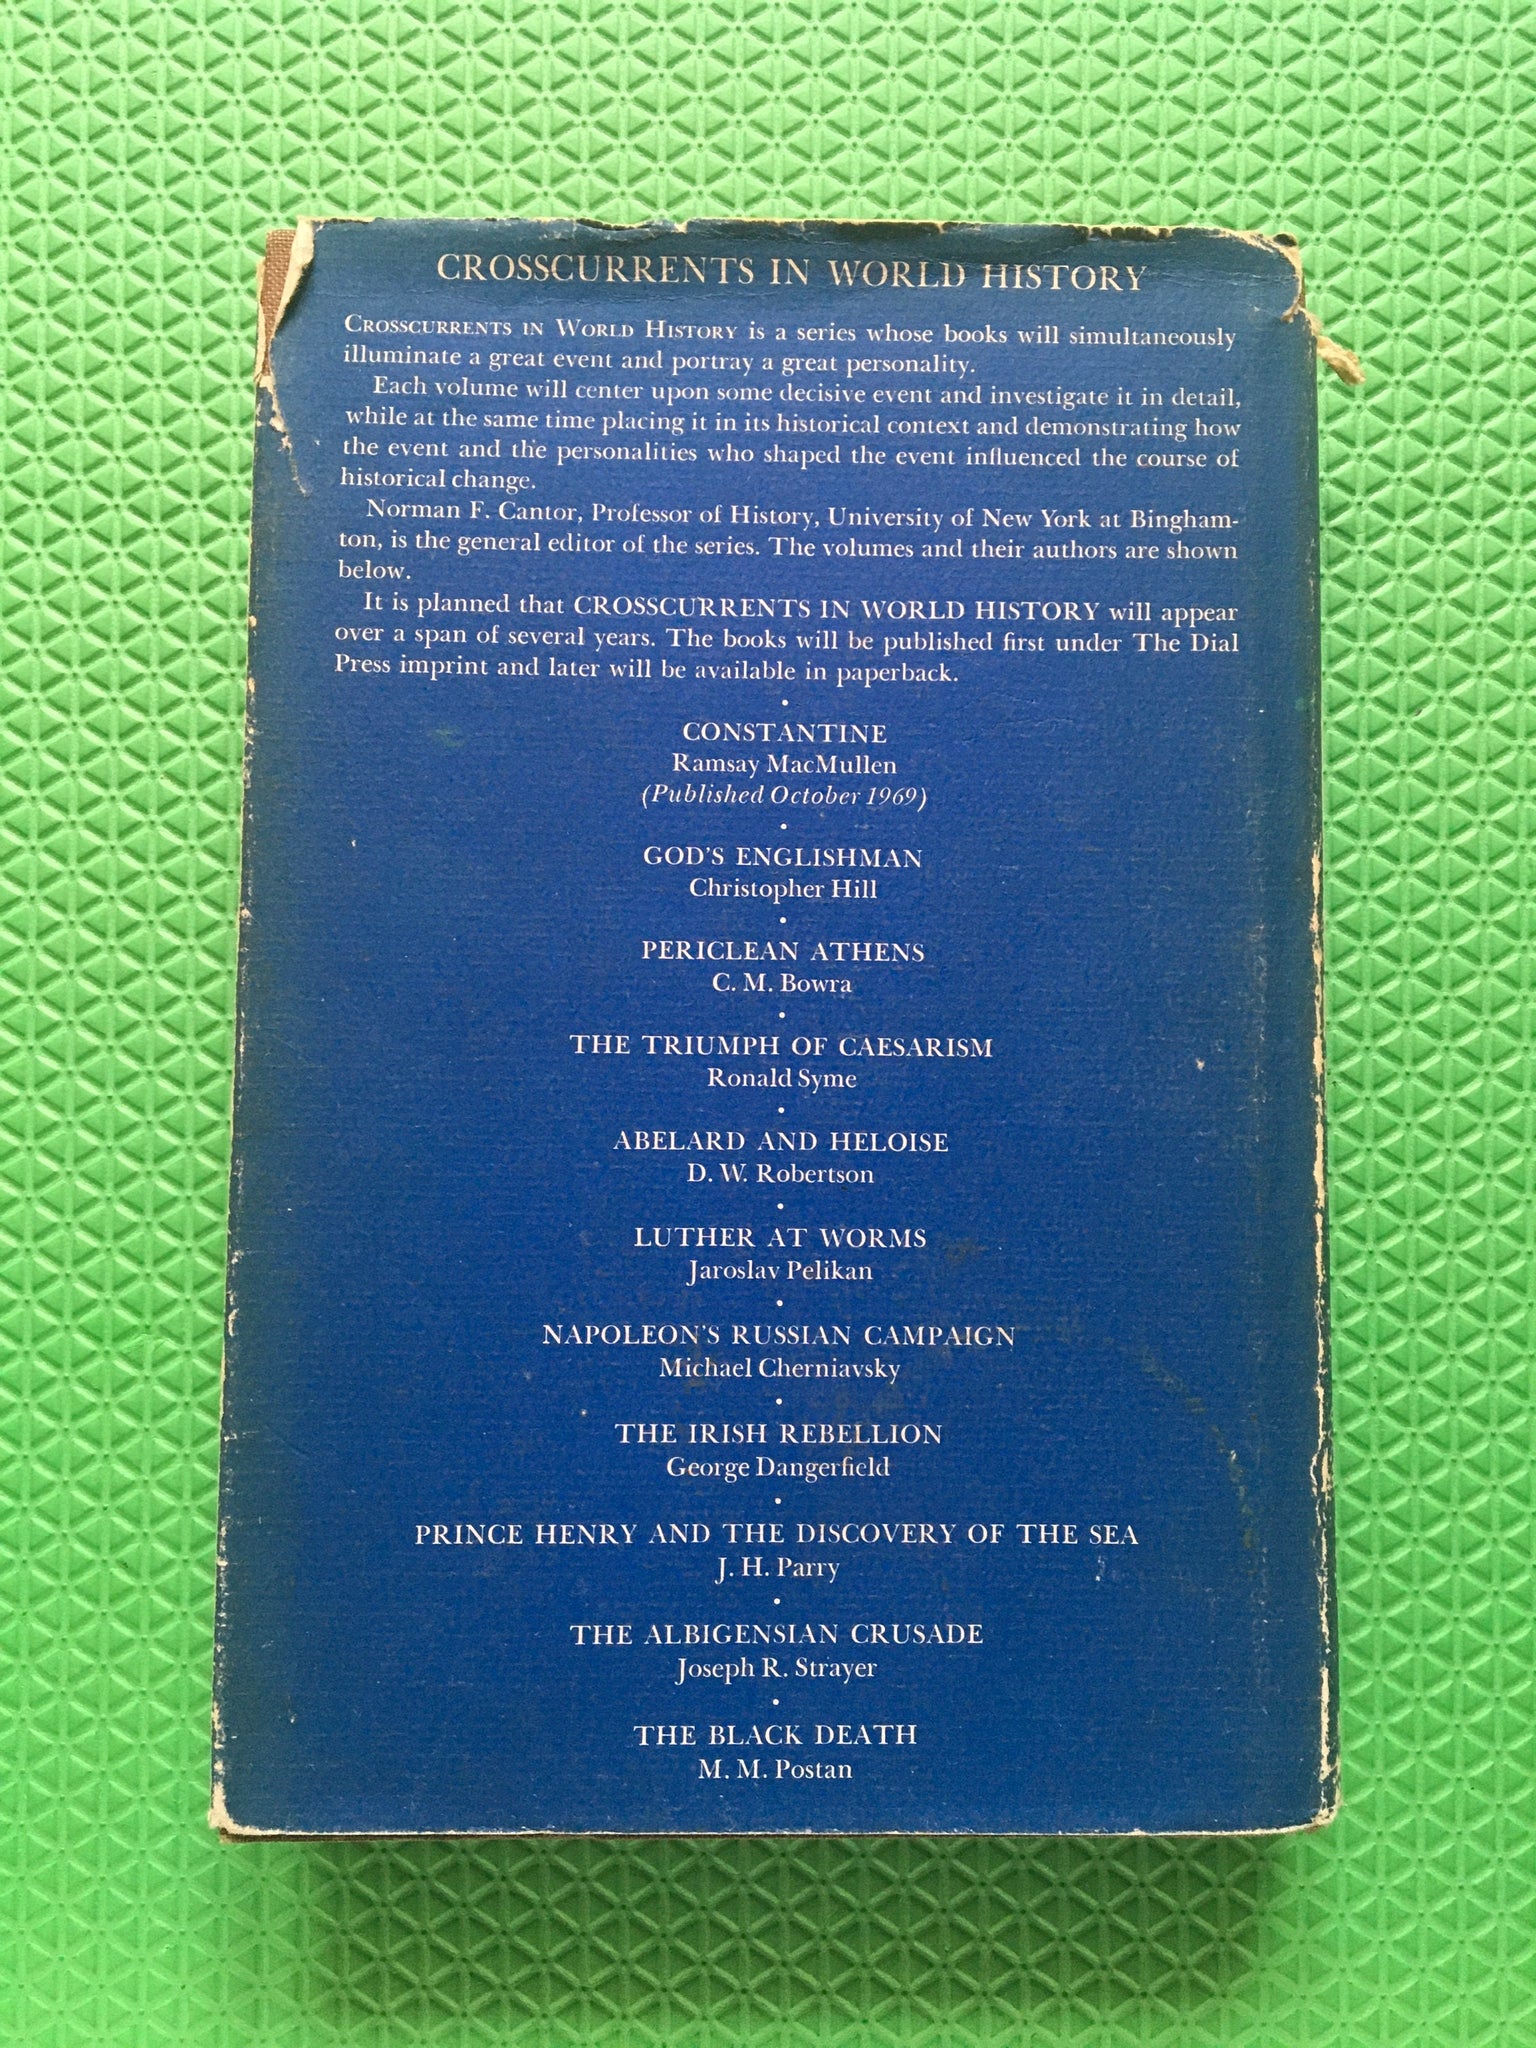 CROSSCURRENTS IN WORLD HISTORY
CROSSCURRENTS IN WORLD HISTORY is a series whose books will simultaneously
illuminate a great event and portray a great personality.
Each volume will center upon some decisive event and investigate it in detail,
while at the same time placing it in its historical context and demonstrating how
the event and the personalities who shaped the event influenced the course of
historical change.
Norman F. Cantor, Professor of History, University of New York at Bingham-
ton, is the general editor of the series. The volumes and their authors are shown
below.
It is planned that CROSSCURRENTS IN WORLD HISTORY will appear
over a span of several years. The books will be published first under The Dial
Press imprint and later will be available in paperback.
•
CONSTANTINE
Ramsay MacMullen
(Published October 1969)
•
GOD'S ENGLISHMAN
Christopher Hill
•
PERICLEAN ATHENS
C. M. Bowra
•
THE TRIUMPH OF CAESARISM
Ronald Syme
•
ABELARD AND HELOISE
D. W. Robertson
•
LUTHER AT WORMS
Jaroslav Pelikan
•
NAPOLEON'S RUSSIAN CAMPAIGN
Michael Cherniavsky
•
THE IRISH REBELLION
George Dangerfield
•
PRINCE HENRY AND THE DISCOVERY OF THE SEA
J. H. Parry
•
THE ALBIGENSIAN CRUSADE
Joseph R. Strayer
•
THE BLACK DEATH
M. M. Postan